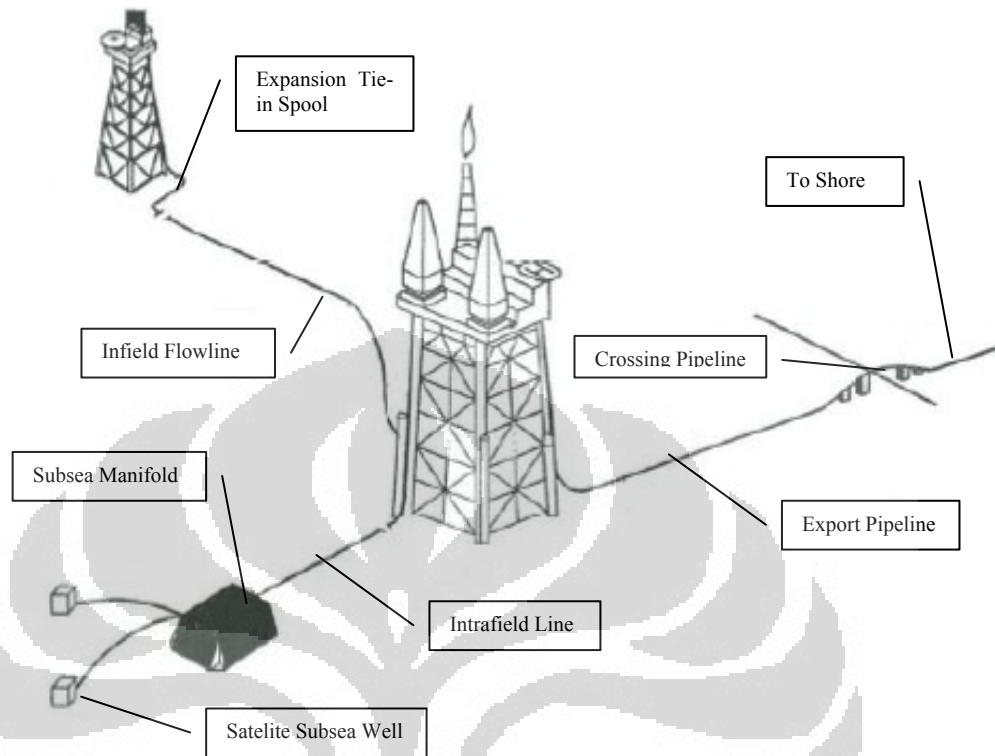 Expansion Tie-
in Spool
To Shore
Infield Flowline
Crossing Pipeline
Subsea Manifold
Export Pipeline
Intrafield Line
Satelite Subsea Well